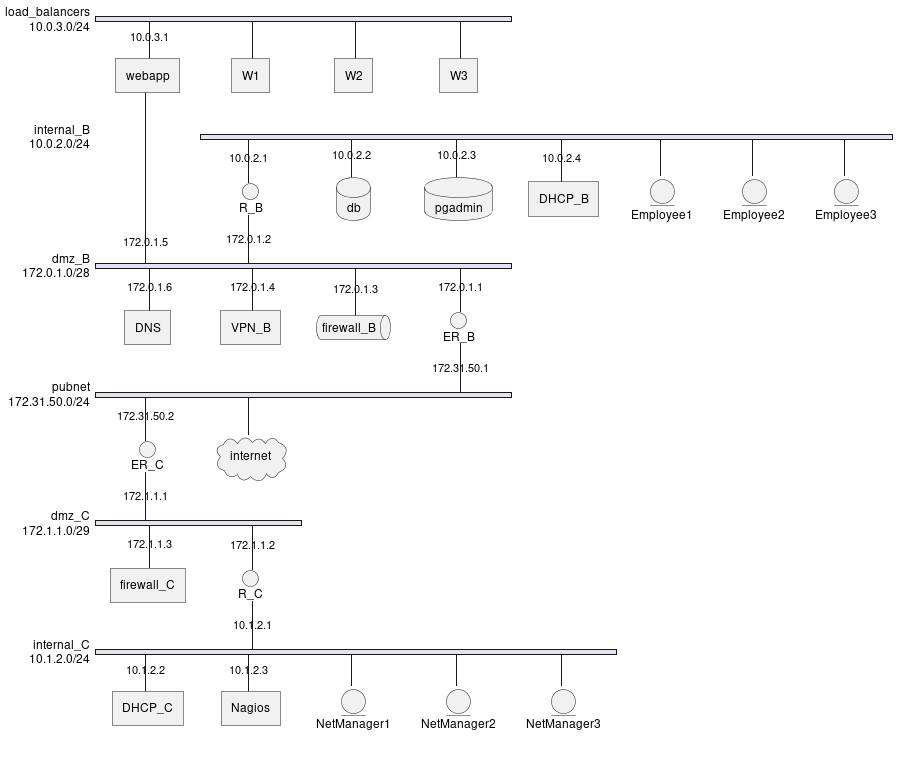 load_balancers
10.0.3.0/24
10.0.3.1
webapp W1 W2 W3
internal_B
10.0.2.0/24
10.0.2.1 10.0.2.2 10.0.2.3 10.0.2.4
R_B db pgadmin DHCP_B Employee1 Employee2 Employee3
172.0.1.5 172.0.1.2
dmz_B
172.0.1.0/28
172.0.1.6 172.0.1.4 172.0.1.3 172.0.1.1
DNS VPN_B firewall_B ER_B
172.31.50.1
pubnet
172.31.50.0/24
172.31.50.2
ER_C internet
172.1.1.1
dmz_C
172.1.1.0/29
172.1.1.3 172.1.1.2
firewall_C R_C
10.1.2.1
internal_C
10.1.2.0/24
10.1.2.2 10.1.2.3
DHCP_C Nagios NetManager1 NetManager2 NetManager3